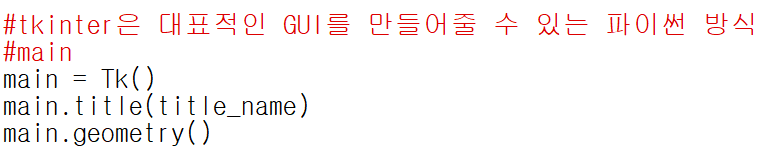 #tkinter은 대표적인 GUI를 만들어줄 수 있는 파이썬 방식
#main
main = Tk()
main.title(title_name)
main.geometry()